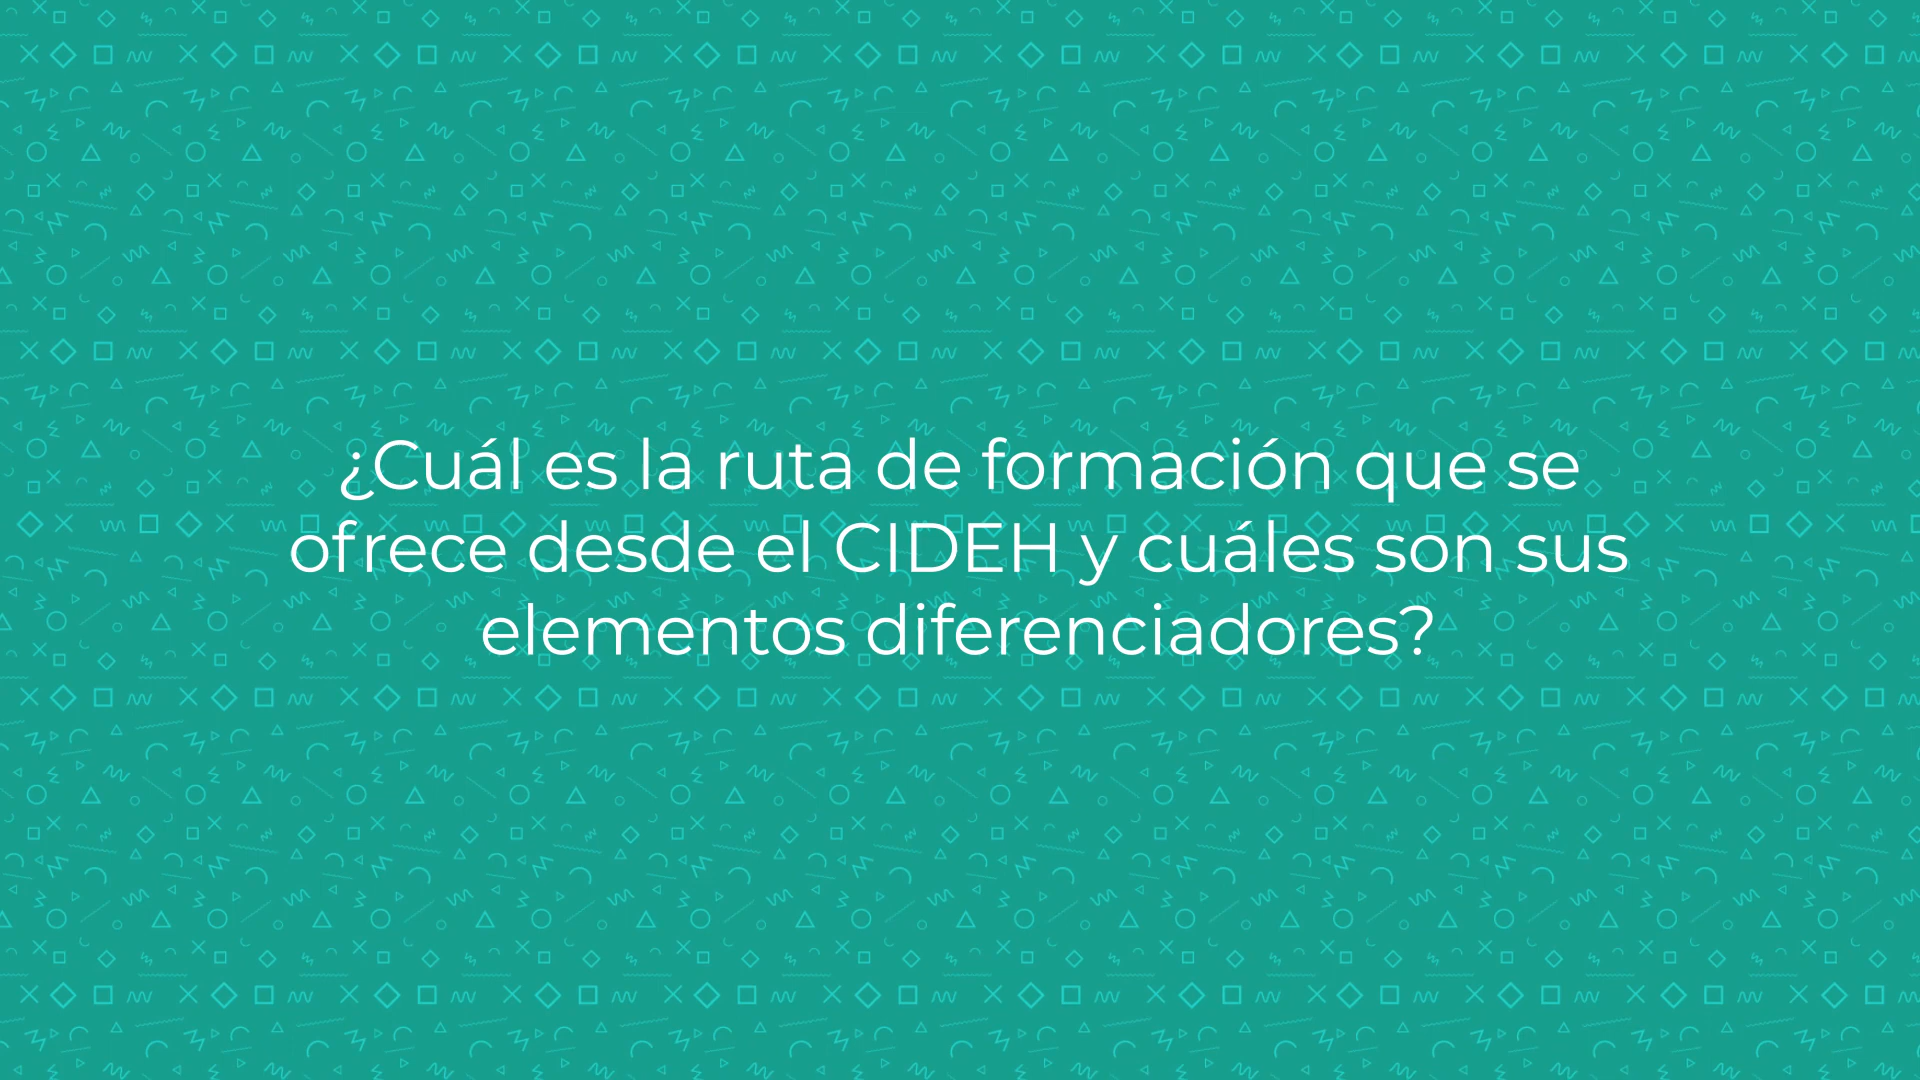 ¿Cuál es la ruta de formación que se
ofrece desde el CIDEH y cuáles son sus
elementos diferenciadores?